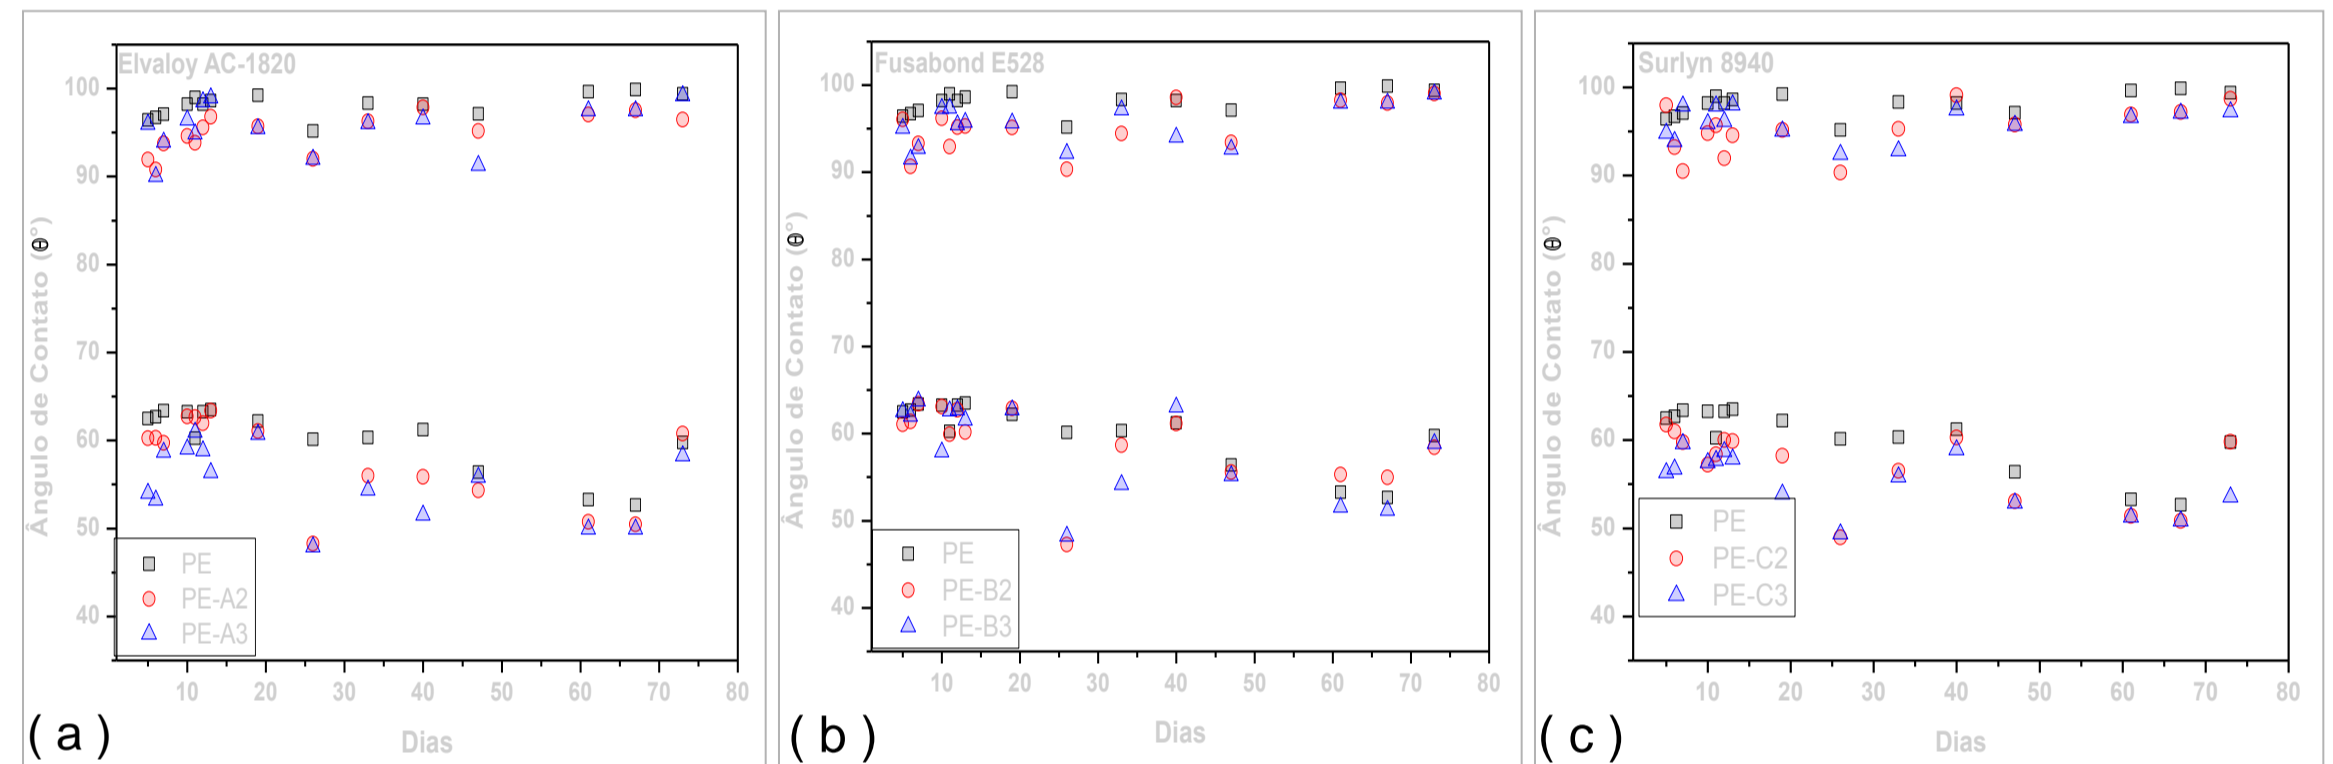 Elvaloy AC-1820
100
90
80
70
60
50
40
Ângulo de Contato (θ°)
PE
PE-A2
PE-A3
10 20 30 40 50 60 70 80
Dias
( a )
Fusabond E528
100
90
80
70
60
50
40
Ângulo de Contato (θ°)
PE
PE-B2
PE-B3
10 20 30 40 50 60 70 80
Dias
( b )
Surlyn 8940
100
90
80
70
60
50
40
Ângulo de Contato (θ°)
PE
PE-C2
PE-C3
10 20 30 40 50 60 70 80
Dias
( c )